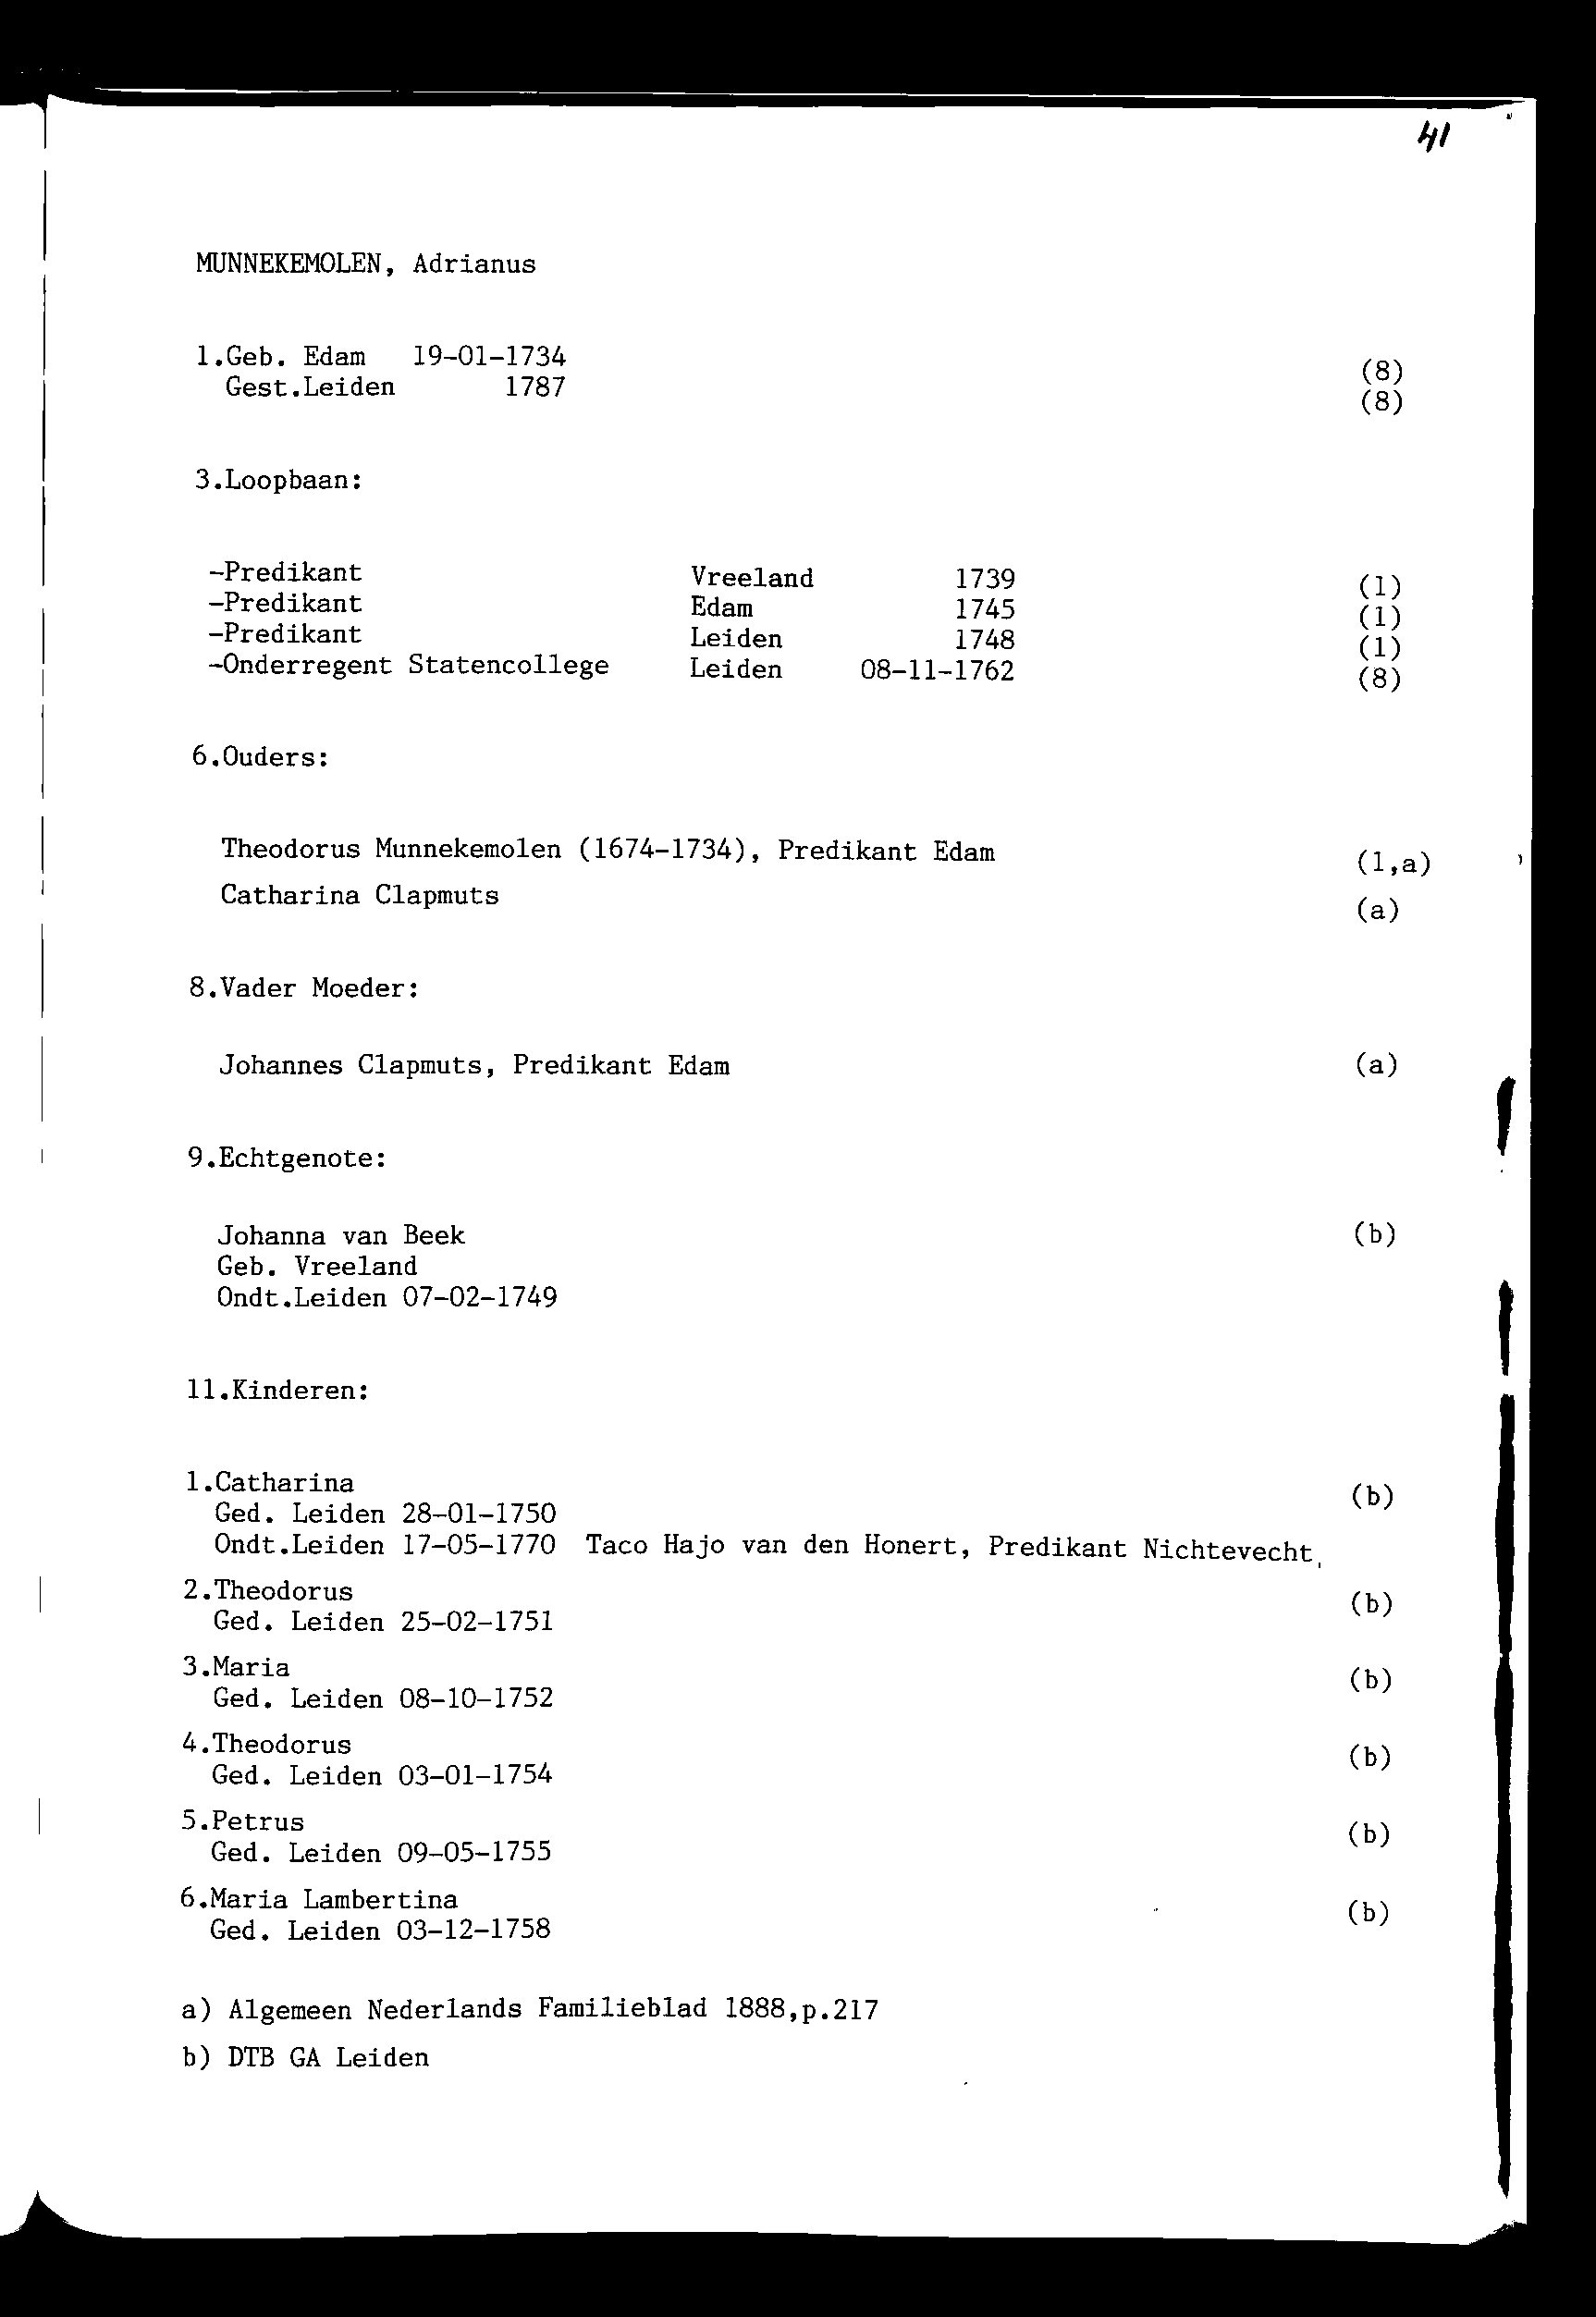 41
MUNNEKEMOLEN, Adrianus
1.Geb. Edam 19-01-1734 (8)
Gest.Leiden 1787 (8)
3.Loopbaan:
-Predikant Vreeland 1739 (1)
-Predikant Edam 1745 (1)
-Predikant Leiden 1748 (1)
-Onderregent Statencollege Leiden 08-11-1762 (8)
6.Ouders:
Theodorus Munnekemolen (1674-1734), Predikant Edam (1,a)
Catharina Clapmuts (a)
8.Vader Moeder:
Johannes Clapmuts, Predikant Edam (a)
9.Echtgenote:
Johanna van Beek (b)
Geb. Vreeland
Ondt.Leiden 07-02-1749
11.Kinderen:
1.Catharina (b)
Ged. Leiden 28-01-1750
Ondt.Leiden 17-05-1770 Taco Hajo van den Honert, Predikant Nichtevecht,
2.Theodorus (b)
Ged. Leiden 25-02-1751
3.Maria (b)
Ged. Leiden 08-10-1752
4.Theodorus (b)
Ged. Leiden 03-01-1754
5.Petrus (b)
Ged. Leiden 09-05-1755
6.Maria Lambertina (b)
Ged. Leiden 03-12-1758
a) Algemeen Nederlands Familieblad 1888,p.217
b) DTB GA Leiden